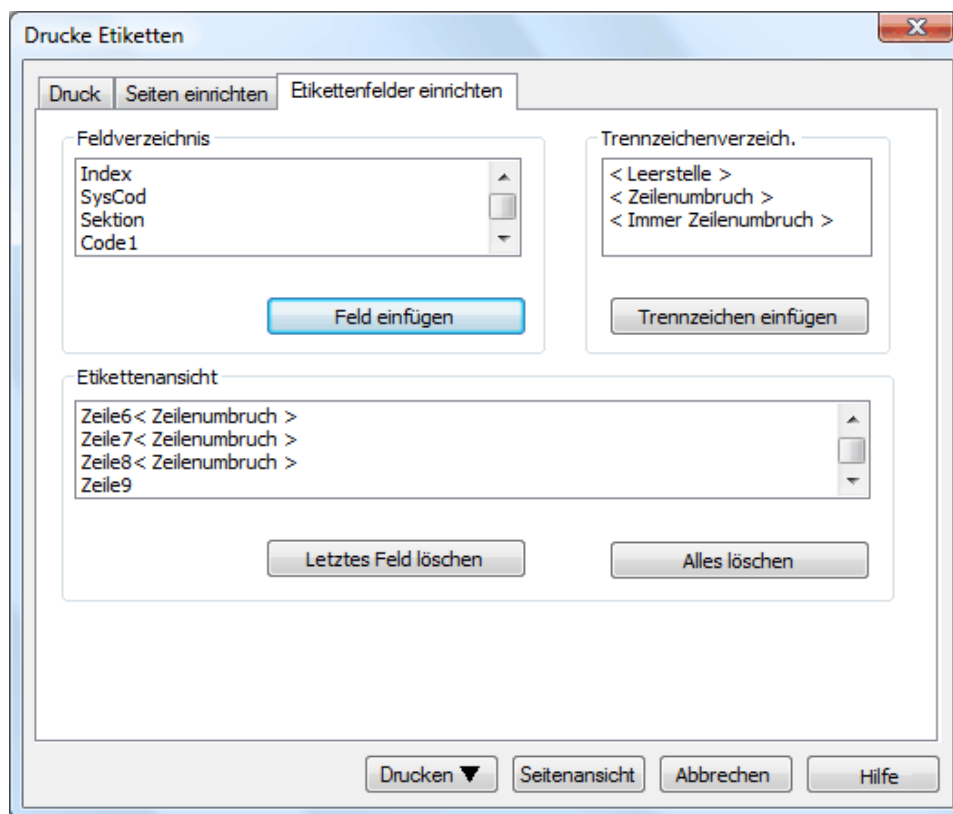 Drucke Etiketten
Druck
Seiten einrichten
Etikettenfelder einrichten
Feldverzeichnis
Index
SysCod
Sektion
Code1
Feld einfügen
Trennzeichenverzeich.
< Leerstelle >
< Zeilenumbruch >
< Immer Zeilenumbruch >
Trennzeichen einfügen
Etikettenansicht
Zeile6< Zeilenumbruch >
Zeile7< Zeilenumbruch >
Zeile8< Zeilenumbruch >
Zeile9
Letztes Feld löschen
Alles löschen
Drucken
Seitenansicht
Abbrechen
Hilfe